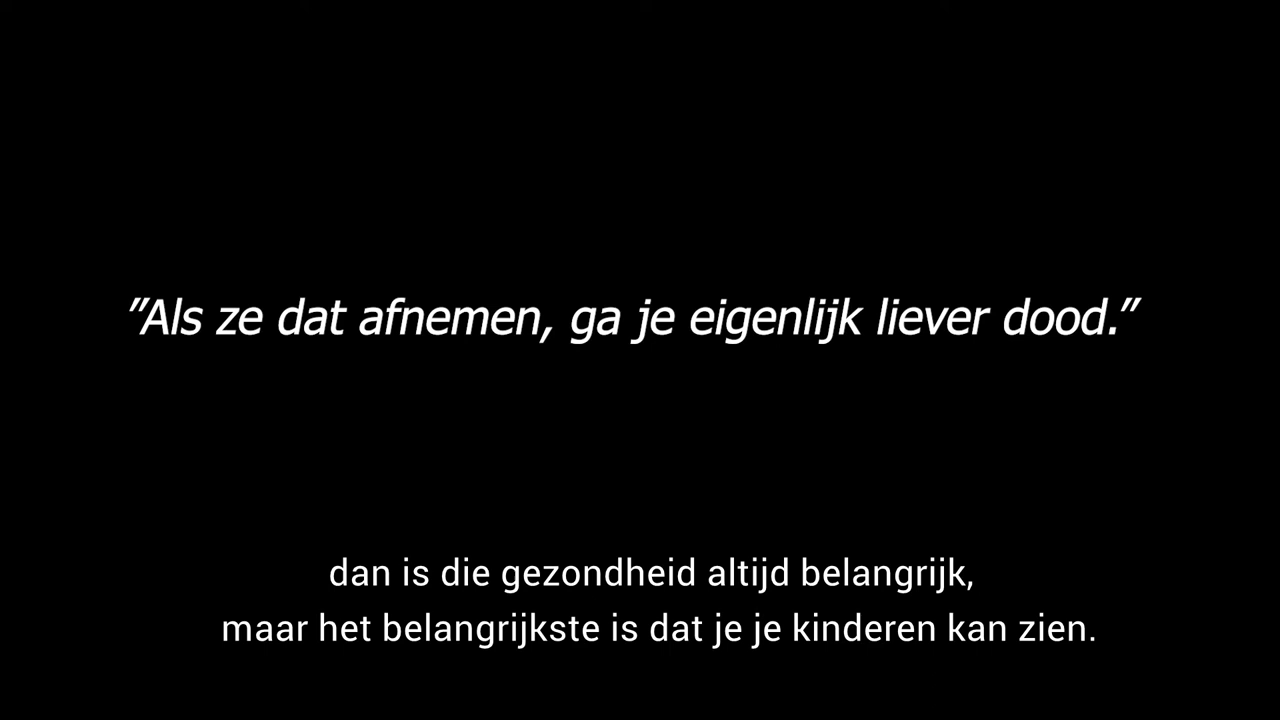 ”Als ze dat afnemen, ga je eigenlijk liever dood.”
dan is die gezondheid altijd belangrijk,
maar het belangrijkste is dat je je kinderen kan zien.